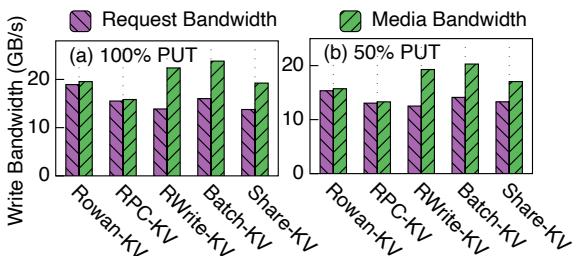 Request Bandwidth Media Bandwidth
Write Bandwidth (GB/s)
(a) 100% PUT
20
10
0
Rowan-KV
RPC-KV
RWrite-KV
Batch-KV
Share-KV
(b) 50% PUT
20
10
0
Rowan-KV
RPC-KV
RWrite-KV
Batch-KV
Share-KV